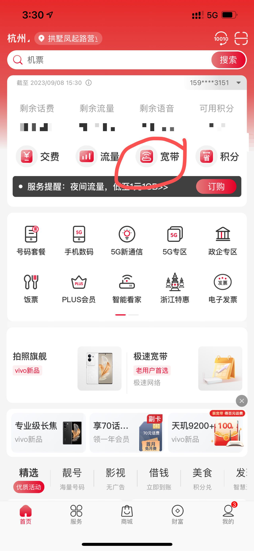 3:30
5G
杭州
拱墅凤起路营
10010
机票
搜索
截至 2023/09/08 15:30
159****3151
剩余话费 剩余流量 剩余语音 可用积分
交费 流量 宽带 积分
服务提醒：夜间流量，低至1元1GB>>
订购
号码套餐 手机数码 5G新通信 5G专区 政企专区
饭票 PLUS会员 智能看家 浙江特惠 电子发票
拍照旗舰
vivo新品
极速宽带
老用户首选
极速网络
专业级长焦
vivo新品
享70话...
领一年会员
刷卡
天玑9200+
vivo新品
100
精选 靓号 影视 借钱 美食 发
优质活动 海量号码 无广告 立即到账 积分兑 智慧
首页 服务 商城 财富 我的